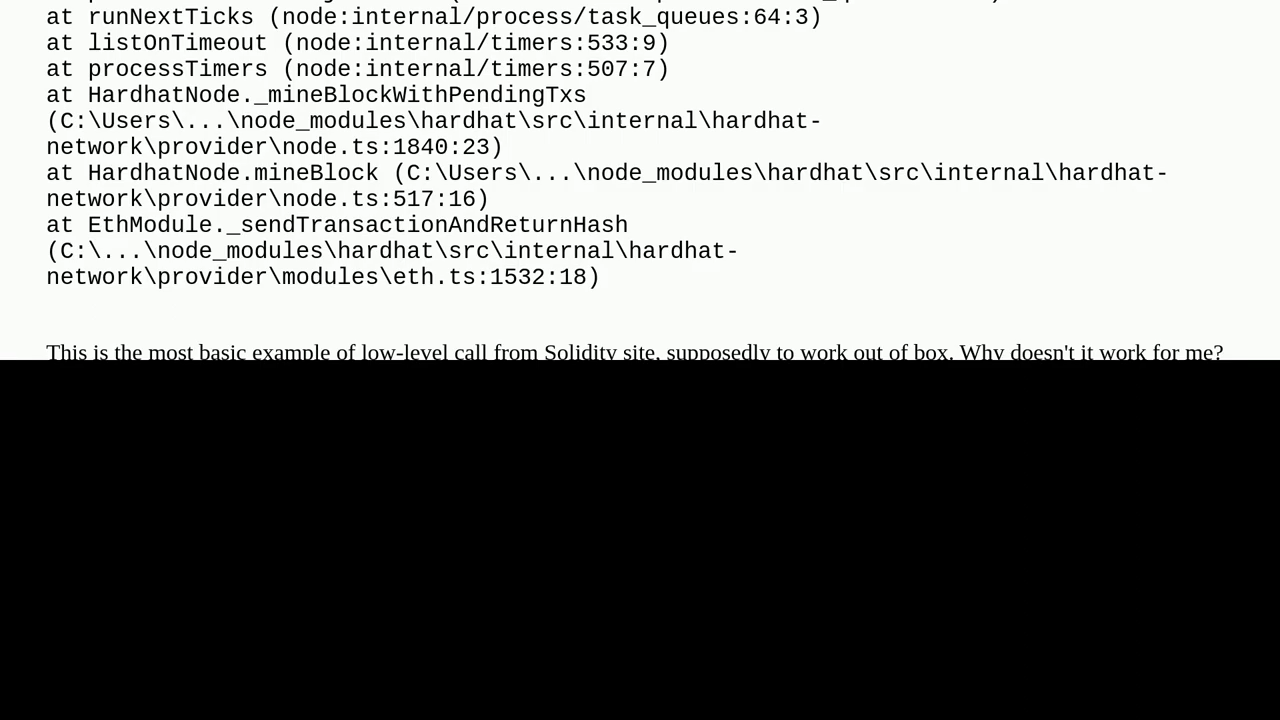 at runNextTicks (node:internal/process/task_queues:64:3)
at listOnTimeout (node:internal/timers:533:9)
at processTimers (node:internal/timers:507:7)
at HardhatNode._mineBlockWithPendingTxs
(C:\Users\...\node_modules\hardhat\src\internal\hardhat-
network\provider\node.ts:1840:23)
at HardhatNode.mineBlock (C:\Users\...\node_modules\hardhat\src\internal\hardhat-
network\provider\node.ts:517:16)
at EthModule._sendTransactionAndReturnHash
(C:\...\node_modules\hardhat\src\internal\hardhat-
network\provider\modules\eth.ts:1532:18)
This is the most basic example of low-level call from Solidity site, supposedly to work out of box. Why doesn't it work for me?